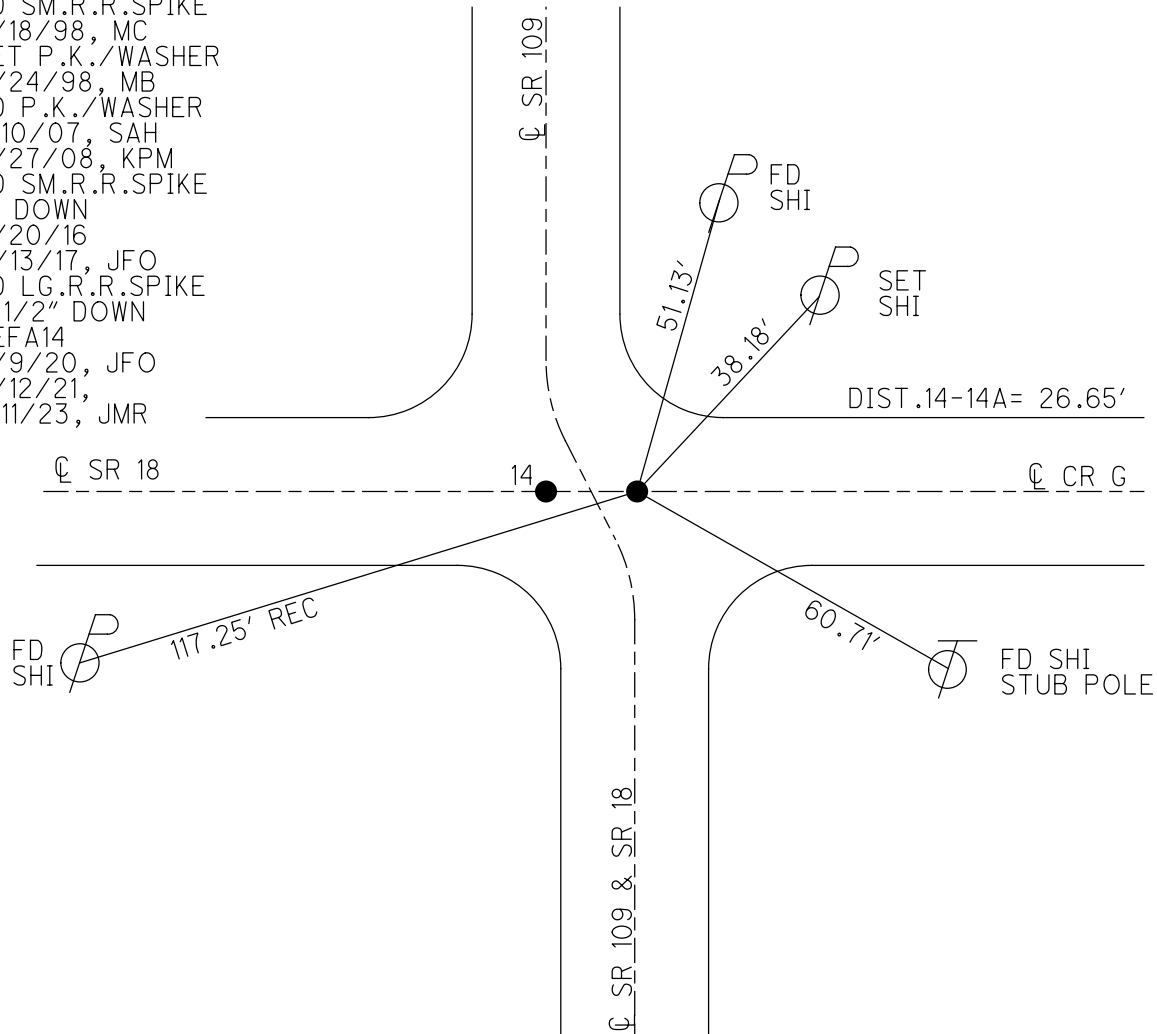 SM.R.R.SPIKE
/18/98, MC
ET P.K./WASHER
/24/98, MB
D P.K./WASHER
10/07, SAH
/27/08, KPM
D SM.R.R.SPIKE
DOWN
/20/16
/13/17, JFO
D LG.R.R.SPIKE
1/2" DOWN
EFA14
/9/20, JFO
/12/21,
11/23, JMR
℄ SR 109
FD
SHI
SET
SHI
51.13'
38.18'
DIST.14-14A= 26.65'
℄ SR 18
14
℄ CR G
117.25' REC
60.71'
FD
SHI
FD SHI
STUB POLE
℄ SR 109 & SR 18